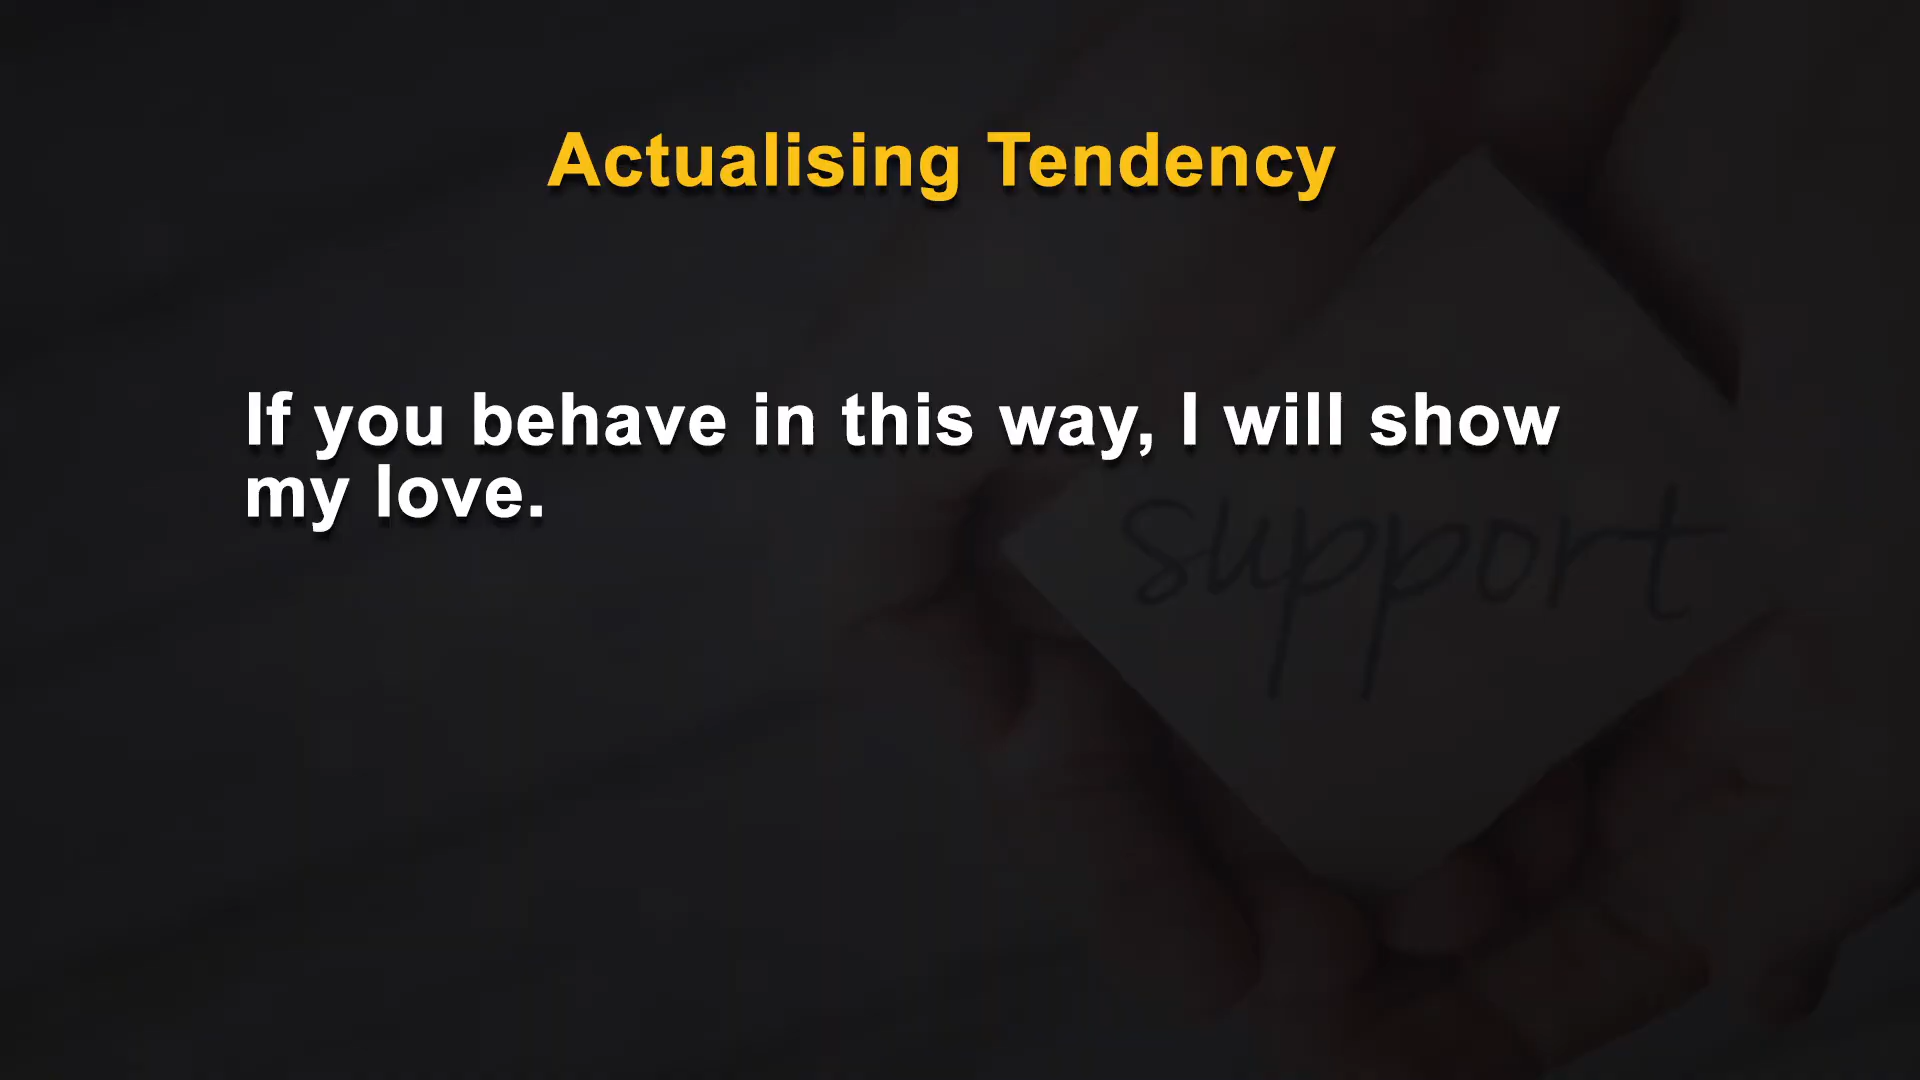 Actualising Tendency
If you behave in this way, I will show
my love.
support